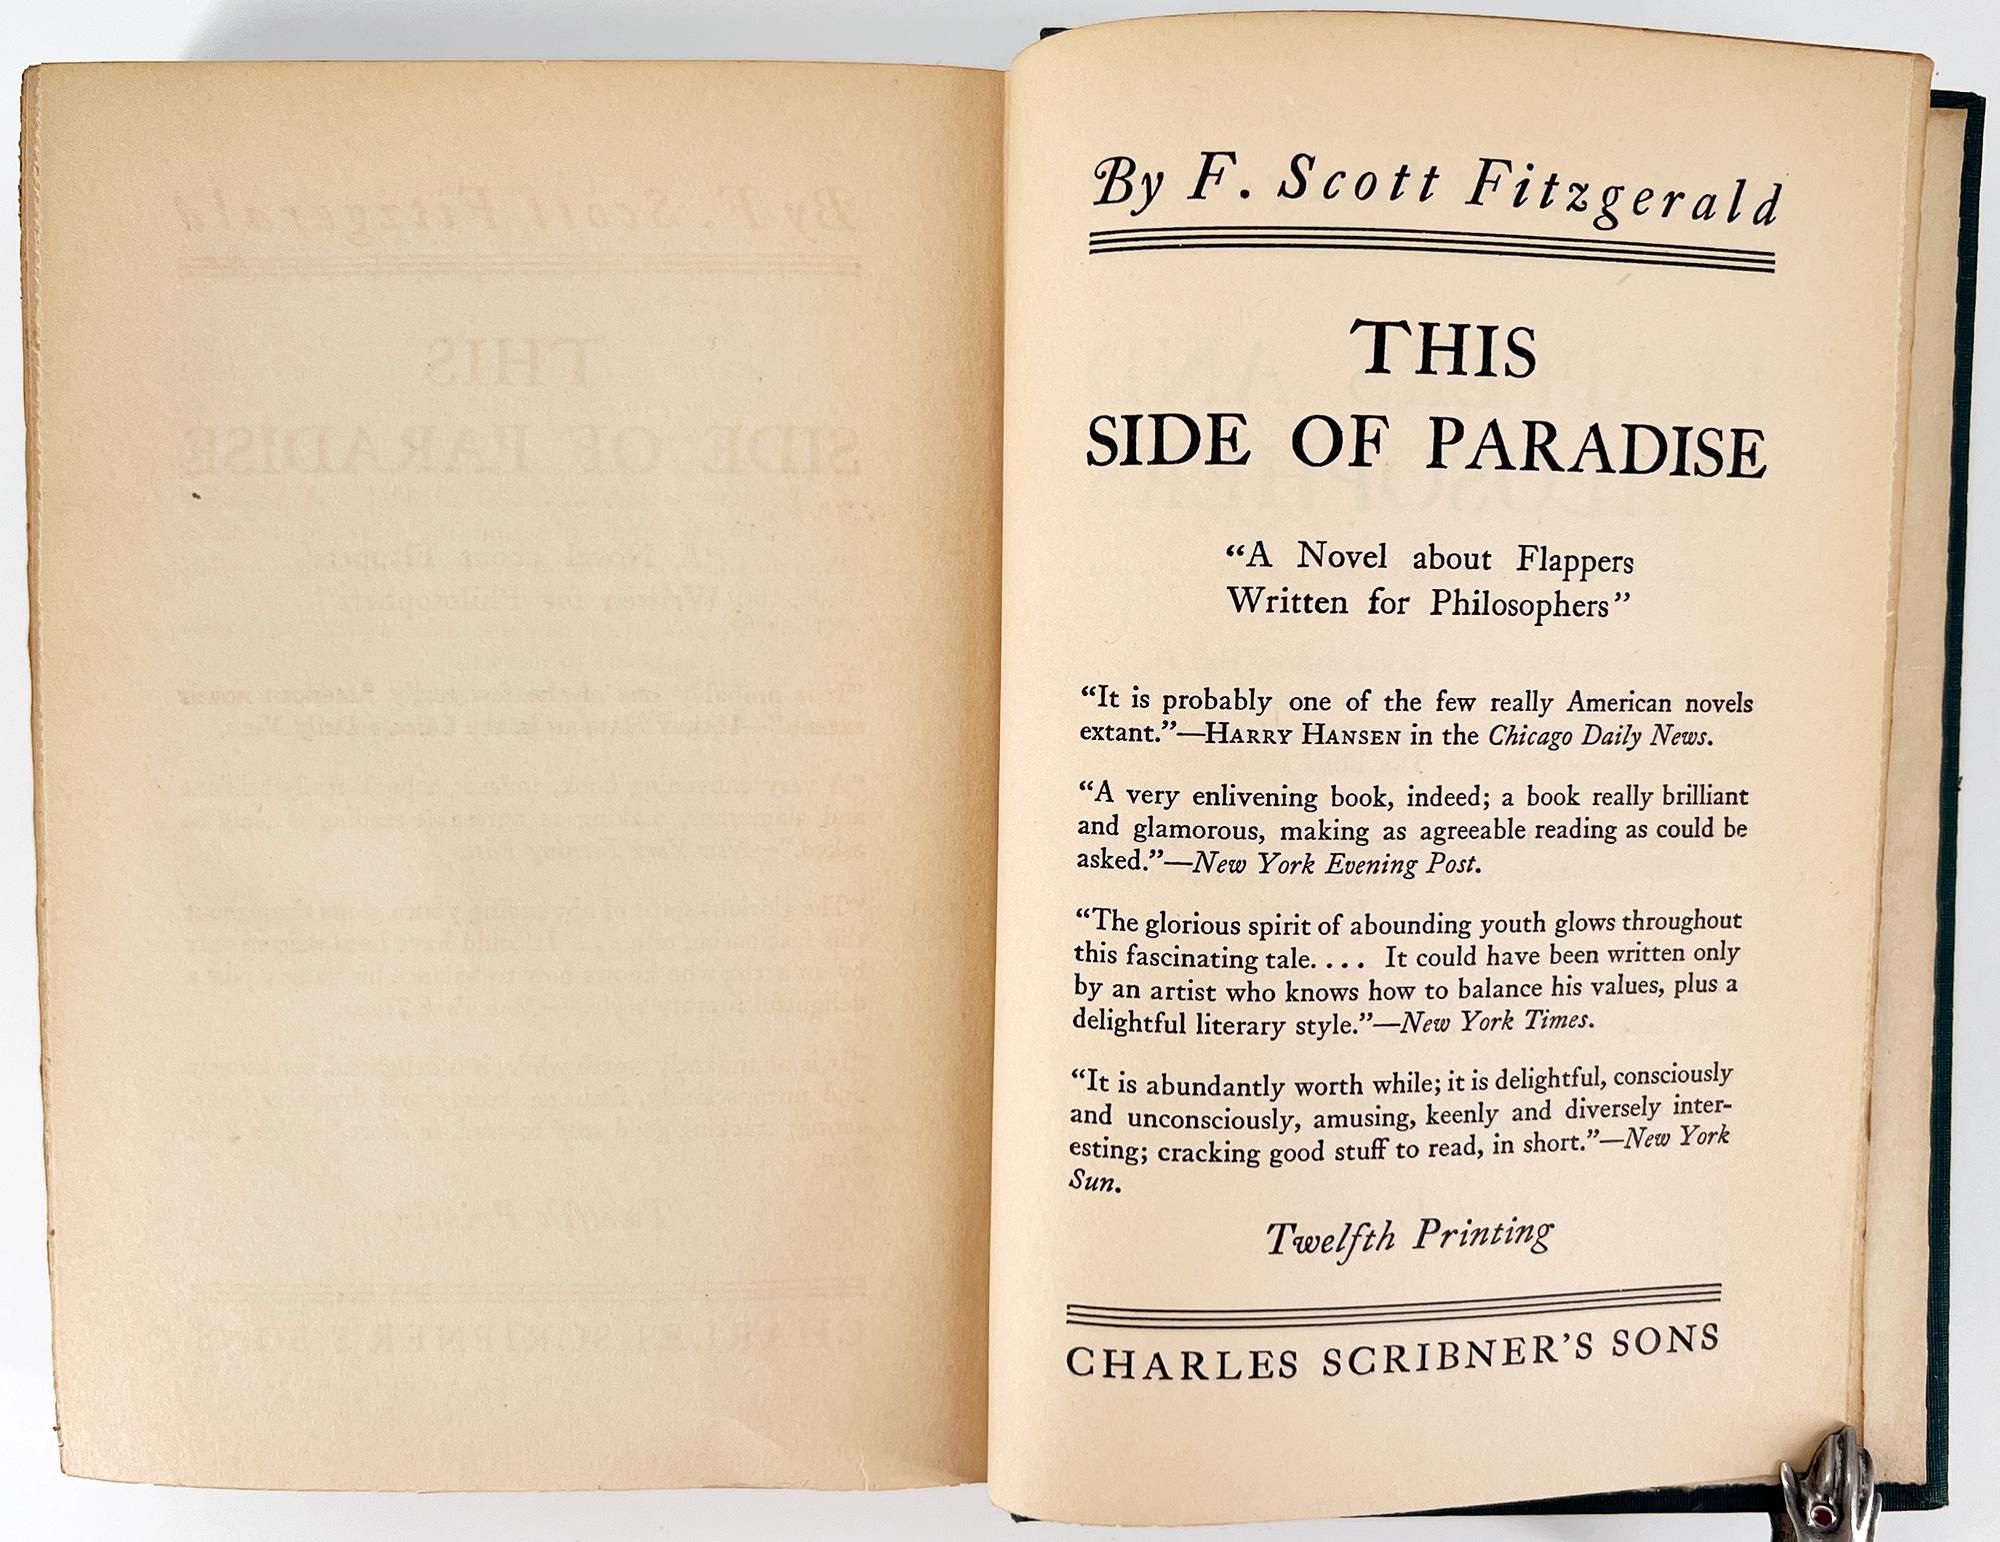 By F. Scott Fitzgerald
THIS
SIDE OF PARADISE
“A Novel about Flappers
Written for Philosophers”
“It is probably one of the few really American novels
extant.”—HARRY HANSEN in the Chicago Daily News.
“A very enlivening book, indeed; a book really brilliant
and glamorous, making as agreeable reading as could be
asked.”—New York Evening Post.
“The glorious spirit of abounding youth glows throughout
this fascinating tale. . . . It could have been written only
by an artist who knows how to balance his values, plus a
delightful literary style.”—New York Times.
“It is abundantly worth while; it is delightful, consciously
and unconsciously, amusing, keenly and diversely inter-
esting; cracking good stuff to read, in short.”—New York
Sun.
Twelfth Printing
CHARLES SCRIBNER’S SONS